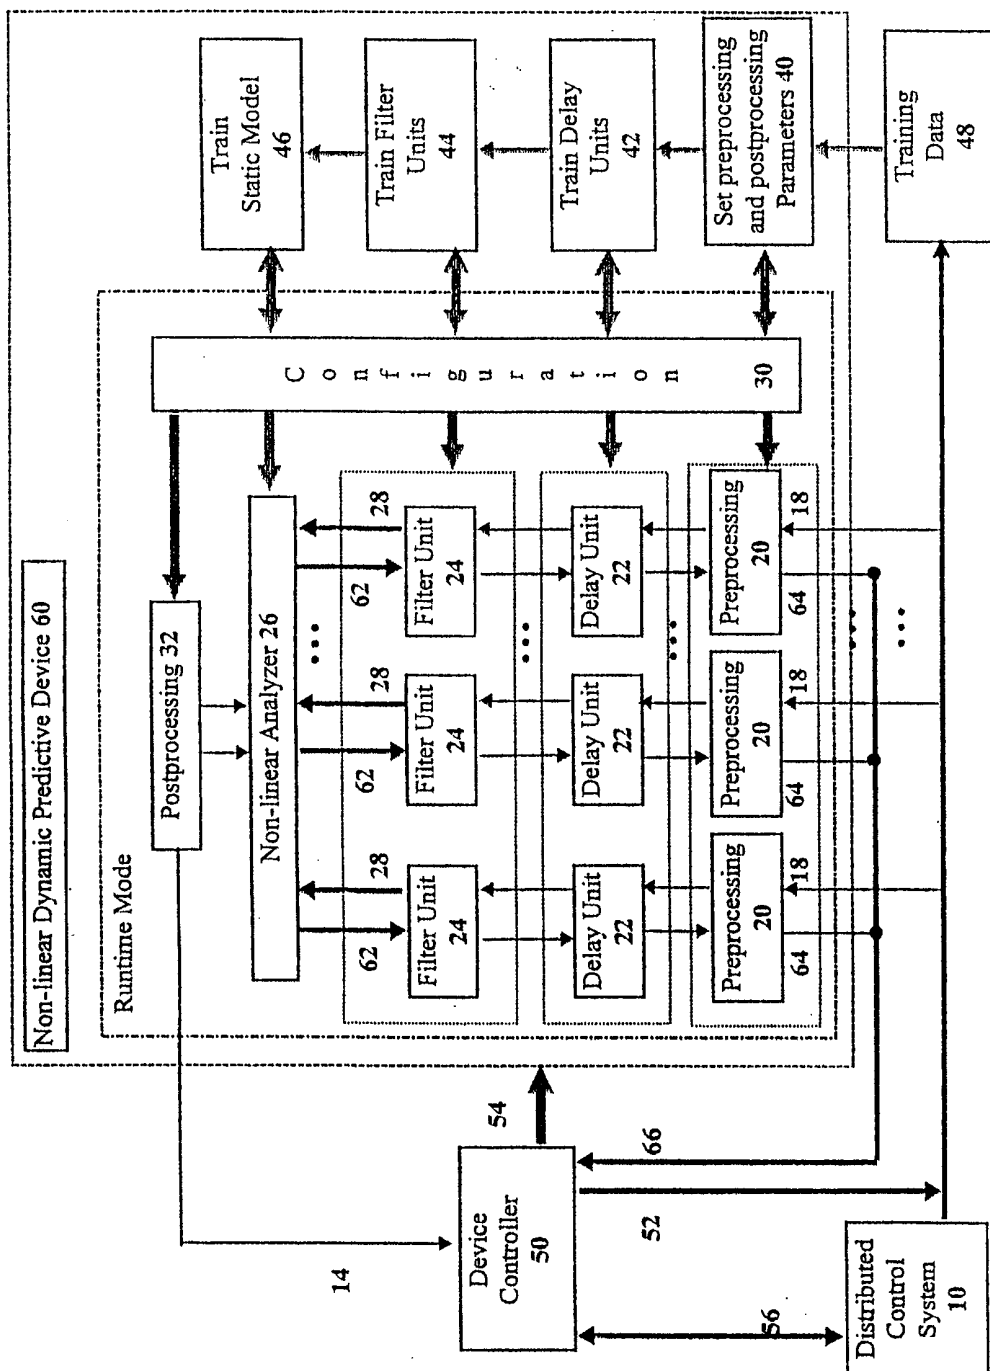 Non-linear Dynamic Predictive Device 60
Runtime Mode
Postprocessing 32
Non-linear Analyzer 26
14
62
28
62
28
62
28
...
Filter Unit
24
Filter Unit
24
Filter Unit
24
...
Delay Unit
22
Delay Unit
22
Delay Unit
22
...
Preprocessing
20
Preprocessing
20
Preprocessing
20
64
18
64
18
64
18
...
...
Configuration
30
Train
Static Model
46
Train Filter
Units
44
Train Delay
Units
42
Set preprocessing
and postprocessing
Parameters 40
Training
Data
48
Device
Controller
50
54
66
52
56
Distributed
Control
System
10